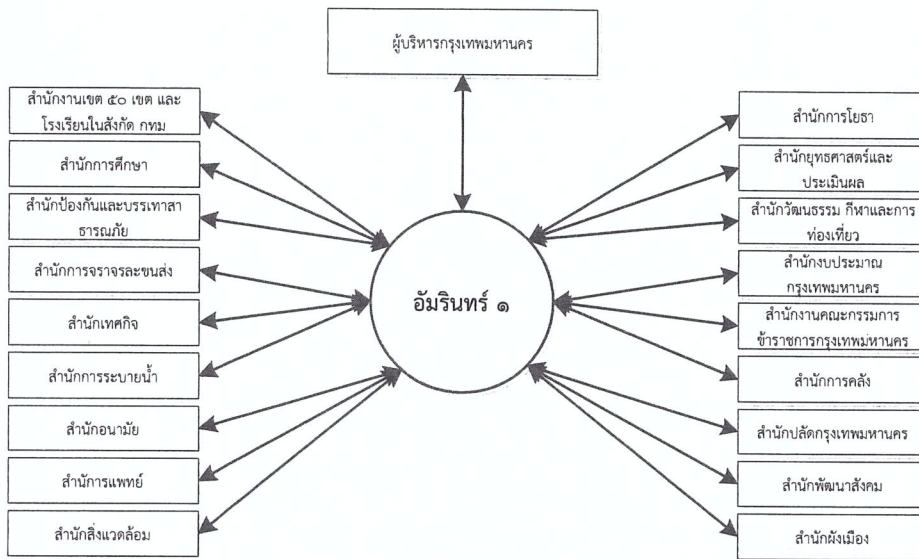 ผู้บริหารกรุงเทพมหานคร
สำนักงานเขต ๕๐ เขต และ
โรงเรียนในสังกัด กทม
สำนักการศึกษา
สำนักป้องกันและบรรเทาสา
ธารณภัย
สำนักการจราจรละขนส่ง
สำนักเทศกิจ
สำนักการระบายน้ำ
สำนักอนามัย
สำนักการแพทย์
สำนักสิ่งแวดล้อม
อัมรินทร์ ๑
สำนักการโยธา
สำนักยุทธศาสตร์และ
ประเมินผล
สำนักวัฒนธรรม กีฬาและการ
ท่องเที่ยว
สำนักงบประมาณ
กรุงเทพมหานคร
สำนักงานคณะกรรมการ
ข้าราชการกรุงเทพมหานคร
สำนักการคลัง
สำนักปลัดกรุงเทพมหานคร
สำนักพัฒนาสังคม
สำนักผังเมือง